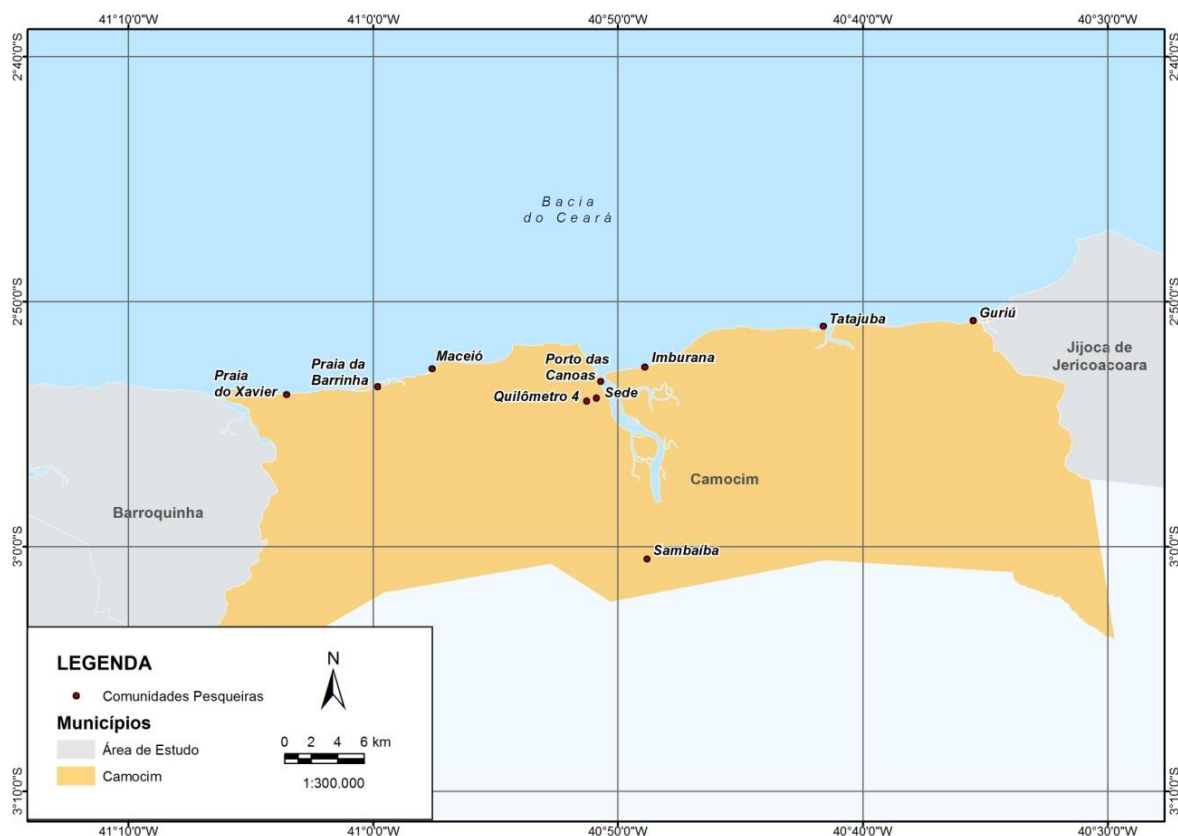 41°10'0"W
41°0'0"W
40°50'0"W
40°40'0"W
40°30'0"W
2°40'0"S
2°40'0"S
Bacia
do Ceará
2°50'0"S
2°50'0"S
Guriú
Tatajuba
Jijoca de
Jericoacoara
Maceió
Porto das
Canoas
Imburana
Praia da
Barrinha
Praia
do Xavier
Quilômetro 4
Sede
Camocim
Barroquinha
3°0'0"S
3°0'0"S
Sambaíba
LEGENDA
Comunidades Pesqueiras
Municípios
Área de Estudo
Camocim
N
0 2 4 6 km
1:300.000
3°10'0"S
3°10'0"S
41°10'0"W
41°0'0"W
40°50'0"W
40°40'0"W
40°30'0"W